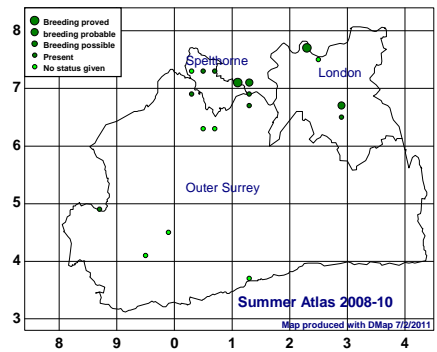 Breeding proved
breeding probable
Breeding possible
Present
No status given
8
Spelthorne
London
7
6
Outer Surrey
5
4
Summer Atlas 2008-10
Map produced with DMap 7/2/2011
3
8 9 0 1 2 3 4